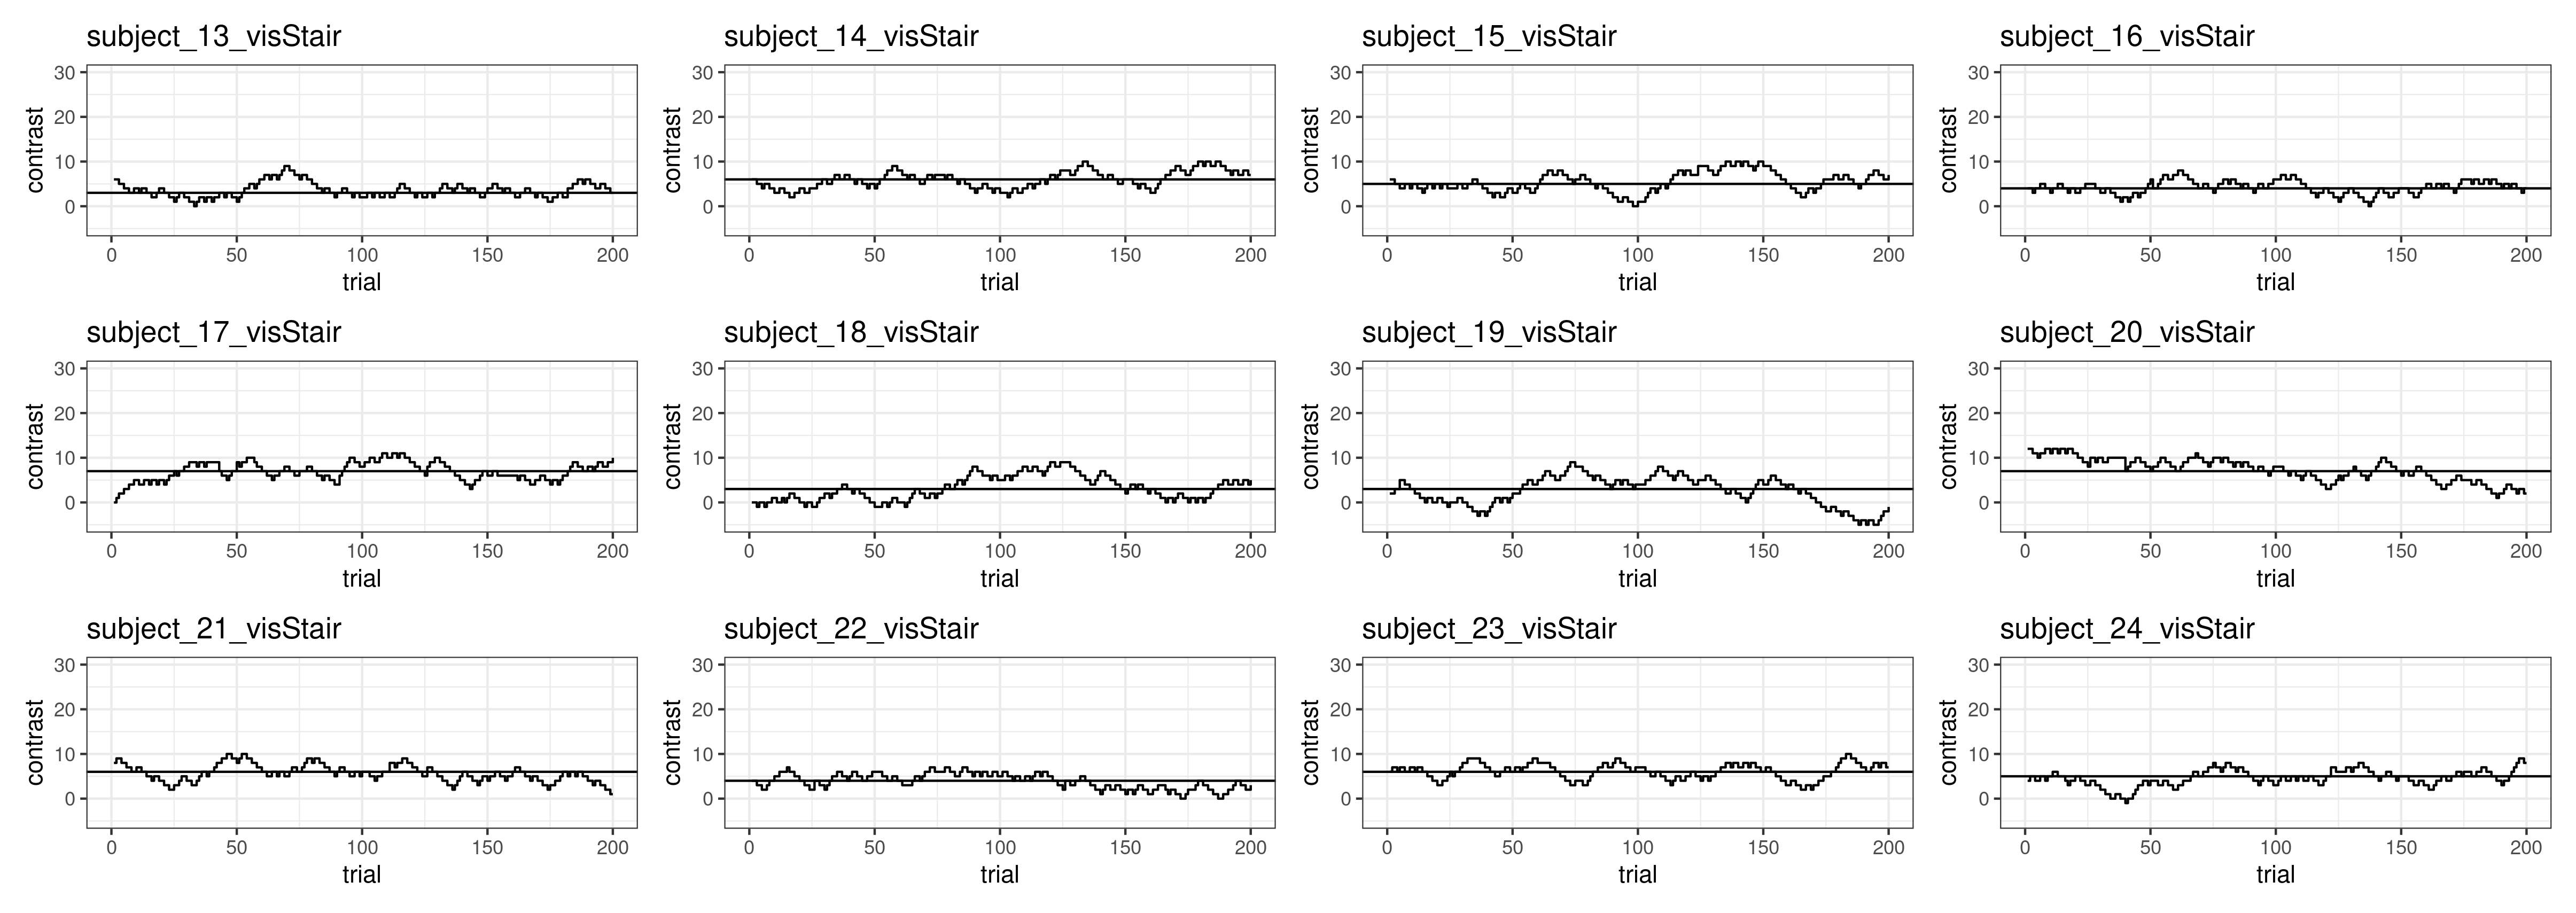 subject_13_visStair
30
20
10
0
contrast
0 50 100 150 200
trial
subject_14_visStair
30
20
10
0
contrast
0 50 100 150 200
trial
subject_15_visStair
30
20
10
0
contrast
0 50 100 150 200
trial
subject_16_visStair
30
20
10
0
contrast
0 50 100 150 200
trial
subject_17_visStair
30
20
10
0
contrast
0 50 100 150 200
trial
subject_18_visStair
30
20
10
0
contrast
0 50 100 150 200
trial
subject_19_visStair
30
20
10
0
contrast
0 50 100 150 200
trial
subject_20_visStair
30
20
10
0
contrast
0 50 100 150 200
trial
subject_21_visStair
30
20
10
0
contrast
0 50 100 150 200
trial
subject_22_visStair
30
20
10
0
contrast
0 50 100 150 200
trial
subject_23_visStair
30
20
10
0
contrast
0 50 100 150 200
trial
subject_24_visStair
30
20
10
0
contrast
0 50 100 150 200
trial